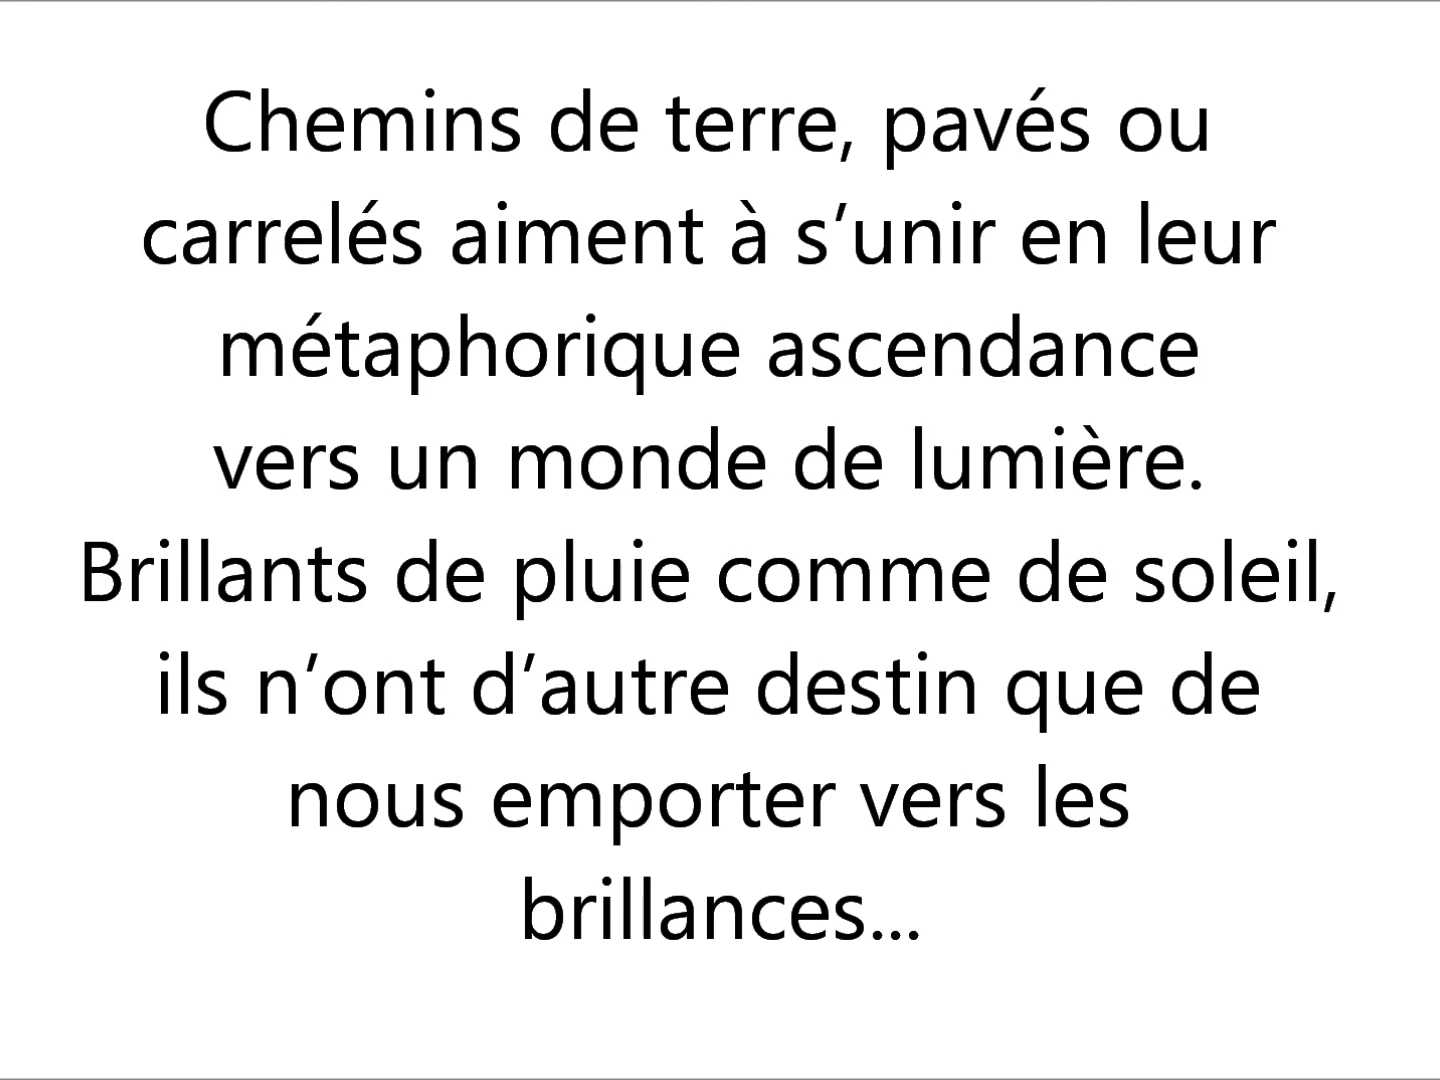 Chemins de terre, pavés ou
carrelés aiment à s’unir en leur
métaphorique ascendance
vers un monde de lumière.
Brillants de pluie comme de soleil,
ils n’ont d’autre destin que de
nous emporter vers les
brillances...